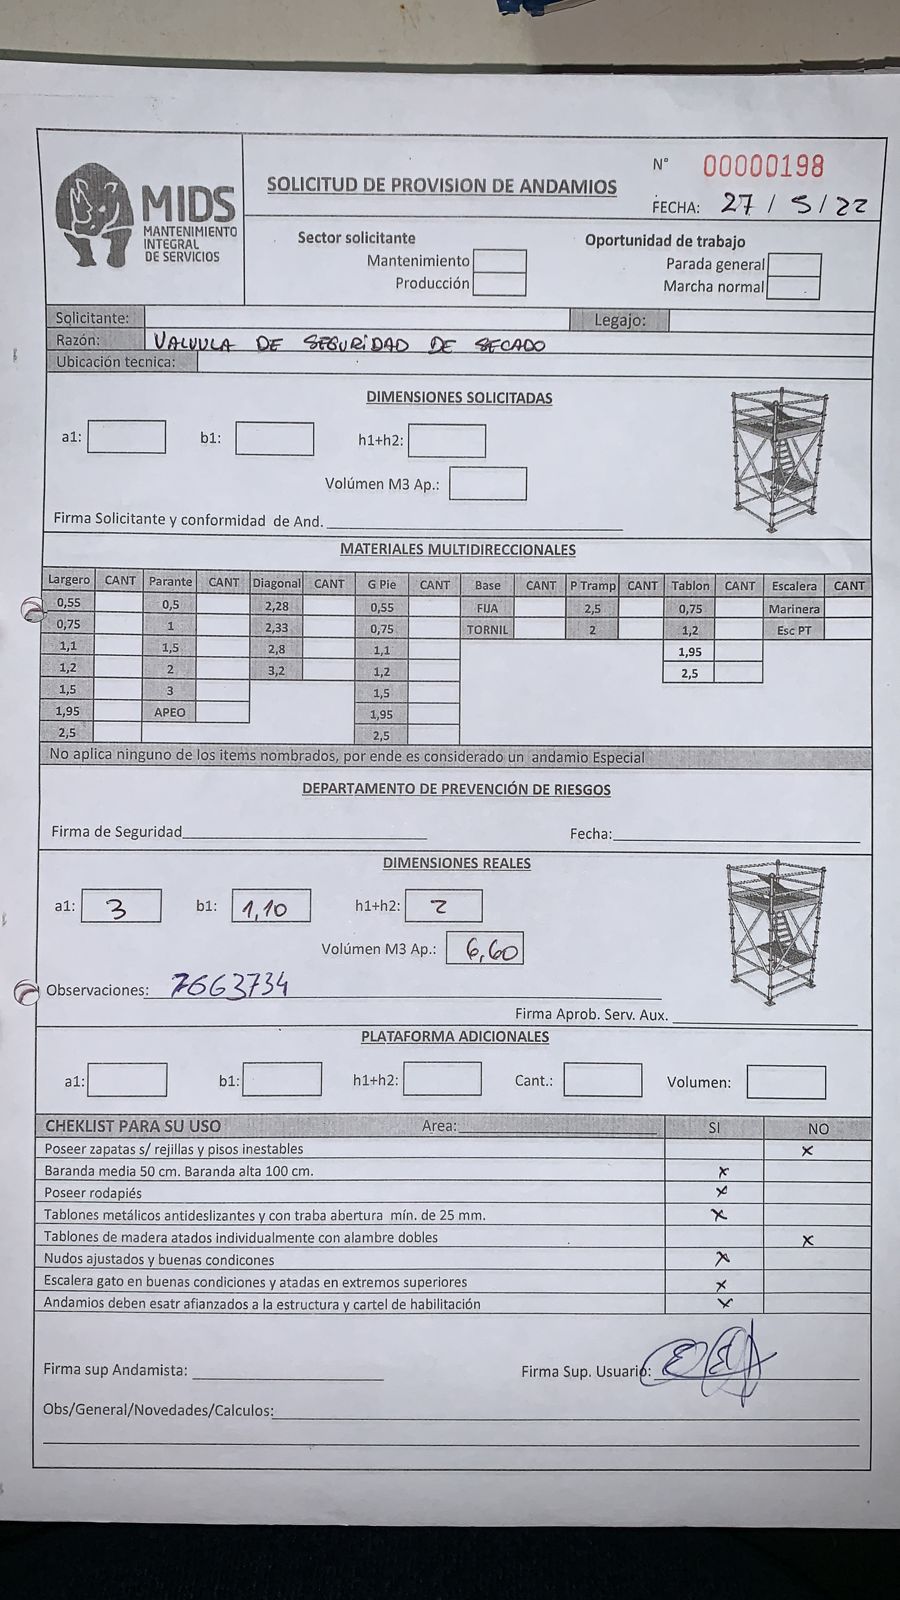 MIDS
MANTENIMIENTO
INTEGRAL
DE SERVICIOS
SOLICITUD DE PROVISION DE ANDAMIOS
N° 00000198
FECHA: 27 / 5 / 22
Sector solicitante
Mantenimiento
Producción
Oportunidad de trabajo
Parada general
Marcha normal
Solicitante: Legajo:
Razón: VALVULA DE SEGURIDAD DE SECADO
Ubicación tecnica:
DIMENSIONES SOLICITADAS
a1: b1: h1+h2:
Volúmen M3 Ap.:
Firma Solicitante y conformidad de And.
MATERIALES MULTIDIRECCIONALES
Largero CANT Parante CANT Diagonal CANT G Pie CANT Base CANT P Tramp CANT Tablon CANT Escalera CANT
0,55 0,5 2,28 0,55 FIJA 2,5 0,75 Marinera
0,75 1 2,33 0,75 TORNIL 2 1,2 Esc PT
1,1 1,5 2,8 1,1 1,95
1,2 2 3,2 1,2 2,5
1,5 3 1,5
1,95 APEO 1,95
2,5 2,5
No aplica ninguno de los items nombrados, por ende es considerado un andamio Especial
DEPARTAMENTO DE PREVENCIÓN DE RIESGOS
Firma de Seguridad Fecha:
DIMENSIONES REALES
a1: 3 b1: 1,10 h1+h2: 2
Volúmen M3 Ap.: 6,60
Observaciones: 7663734
Firma Aprob. Serv. Aux.
PLATAFORMA ADICIONALES
a1: b1: h1+h2: Cant.: Volumen:
CHEKLIST PARA SU USO Area: SI NO
Poseer zapatas s/ rejillas y pisos inestables x
Baranda media 50 cm. Baranda alta 100 cm. x
Poseer rodapiés x
Tablones metálicos antideslizantes y con traba abertura mín. de 25 mm. x
Tablones de madera atados individualmente con alambre dobles x
Nudos ajustados y buenas condicones x
Escalera gato en buenas condiciones y atadas en extremos superiores x
Andamios deben esatr afianzados a la estructura y cartel de habilitación x
Firma sup Andamista: Firma Sup. Usuario:
Obs/General/Novedades/Calculos: